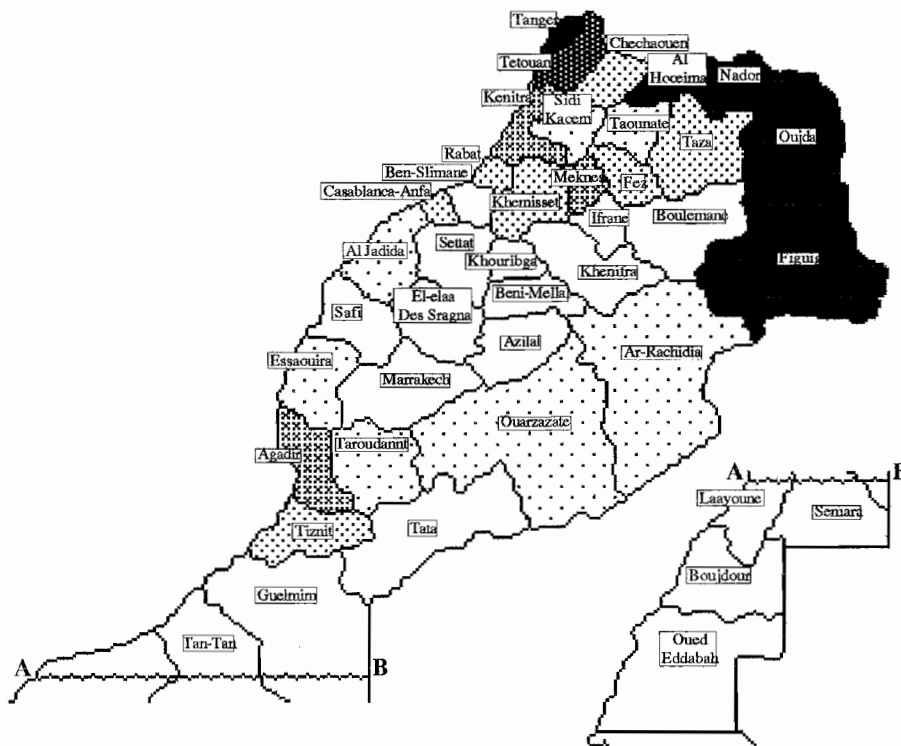 Tanger
Chechaouen
Tetouan
Al
Hoceima
Nador
Kenitra
Sidi
Kacem
Taounate
Taza
Oujda
Rabat
Ben-Slimane
Meknes
Fez
Casablanca-Anfa
Khemisset
Ifrane
Boulemane
Al Jadida
Settat
Khouribga
Khenifra
Figuig
El-elaa
Des Sragna
Beni-Mella
Safi
Azilal
Essaouira
Marrakech
Ar-Rachidia
Ouarzazate
Agadir
Taroudannt
A
B
Laayoune
Semara
Tiznit
Tata
Boujdour
Guelmim
Tan-Tan
Oued
Eddabah
A
B